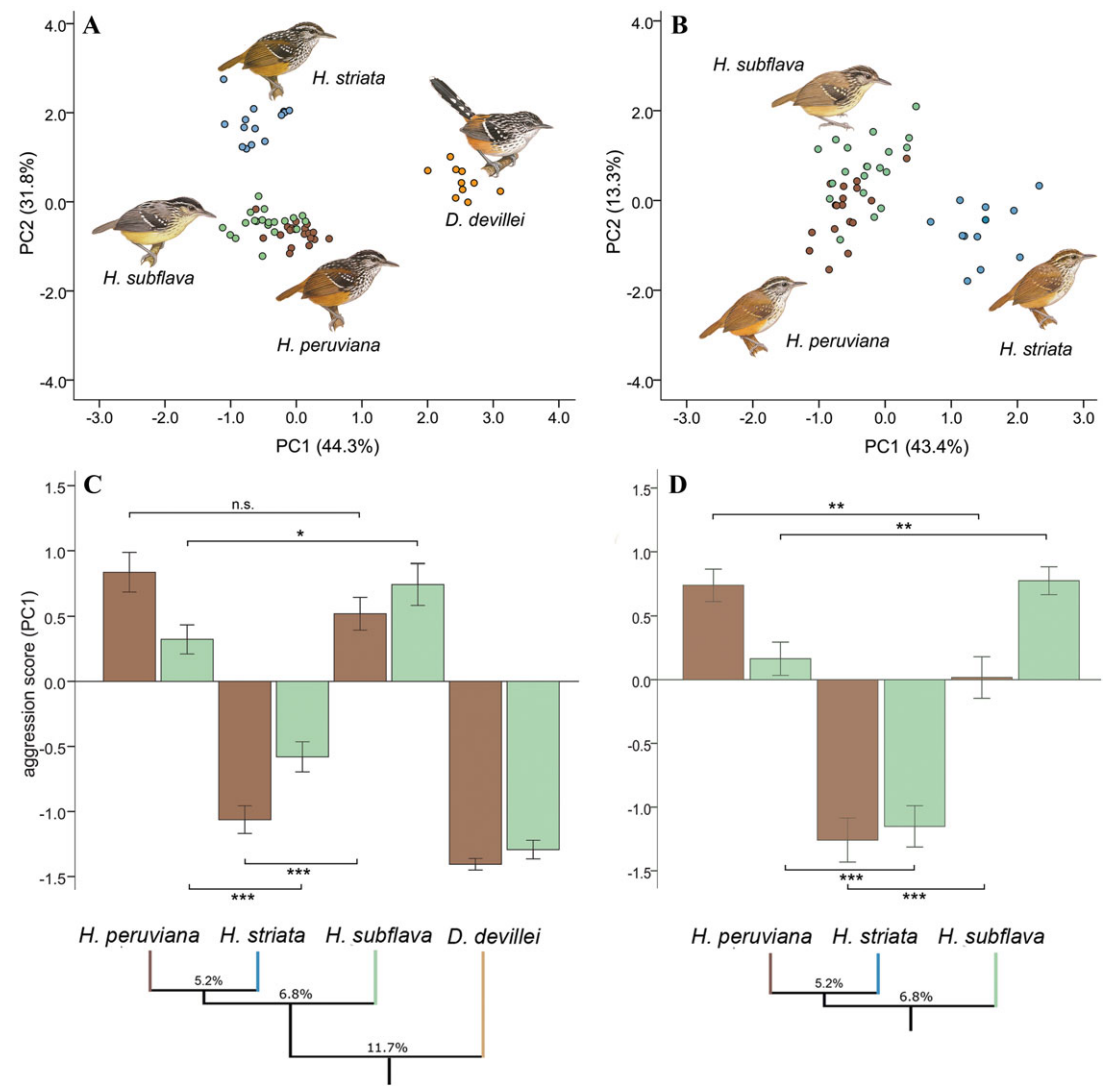 A
4.0
2.0
0.0
-2.0
-4.0
PC2 (31.8%)
H. striata
D. devillei
H. subflava
H. peruviana
-3.0 -2.0 -1.0 0.0 1.0 2.0 3.0 4.0
PC1 (44.3%)
B
4.0
2.0
0.0
-2.0
-4.0
PC2 (13.3%)
H. subflava
H. peruviana
H. striata
-3.0 -2.0 -1.0 0.0 1.0 2.0 3.0
PC1 (43.4%)
C
1.5
1.0
0.5
0.0
-0.5
-1.0
-1.5
aggression score (PC1)
n.s.
*
***
***
D
1.5
1.0
0.5
0.0
-0.5
-1.0
-1.5
**
**
***
***
H. peruviana H. striata H. subflava D. devillei
5.2%
6.8%
11.7%
H. peruviana H. striata H. subflava
5.2%
6.8%